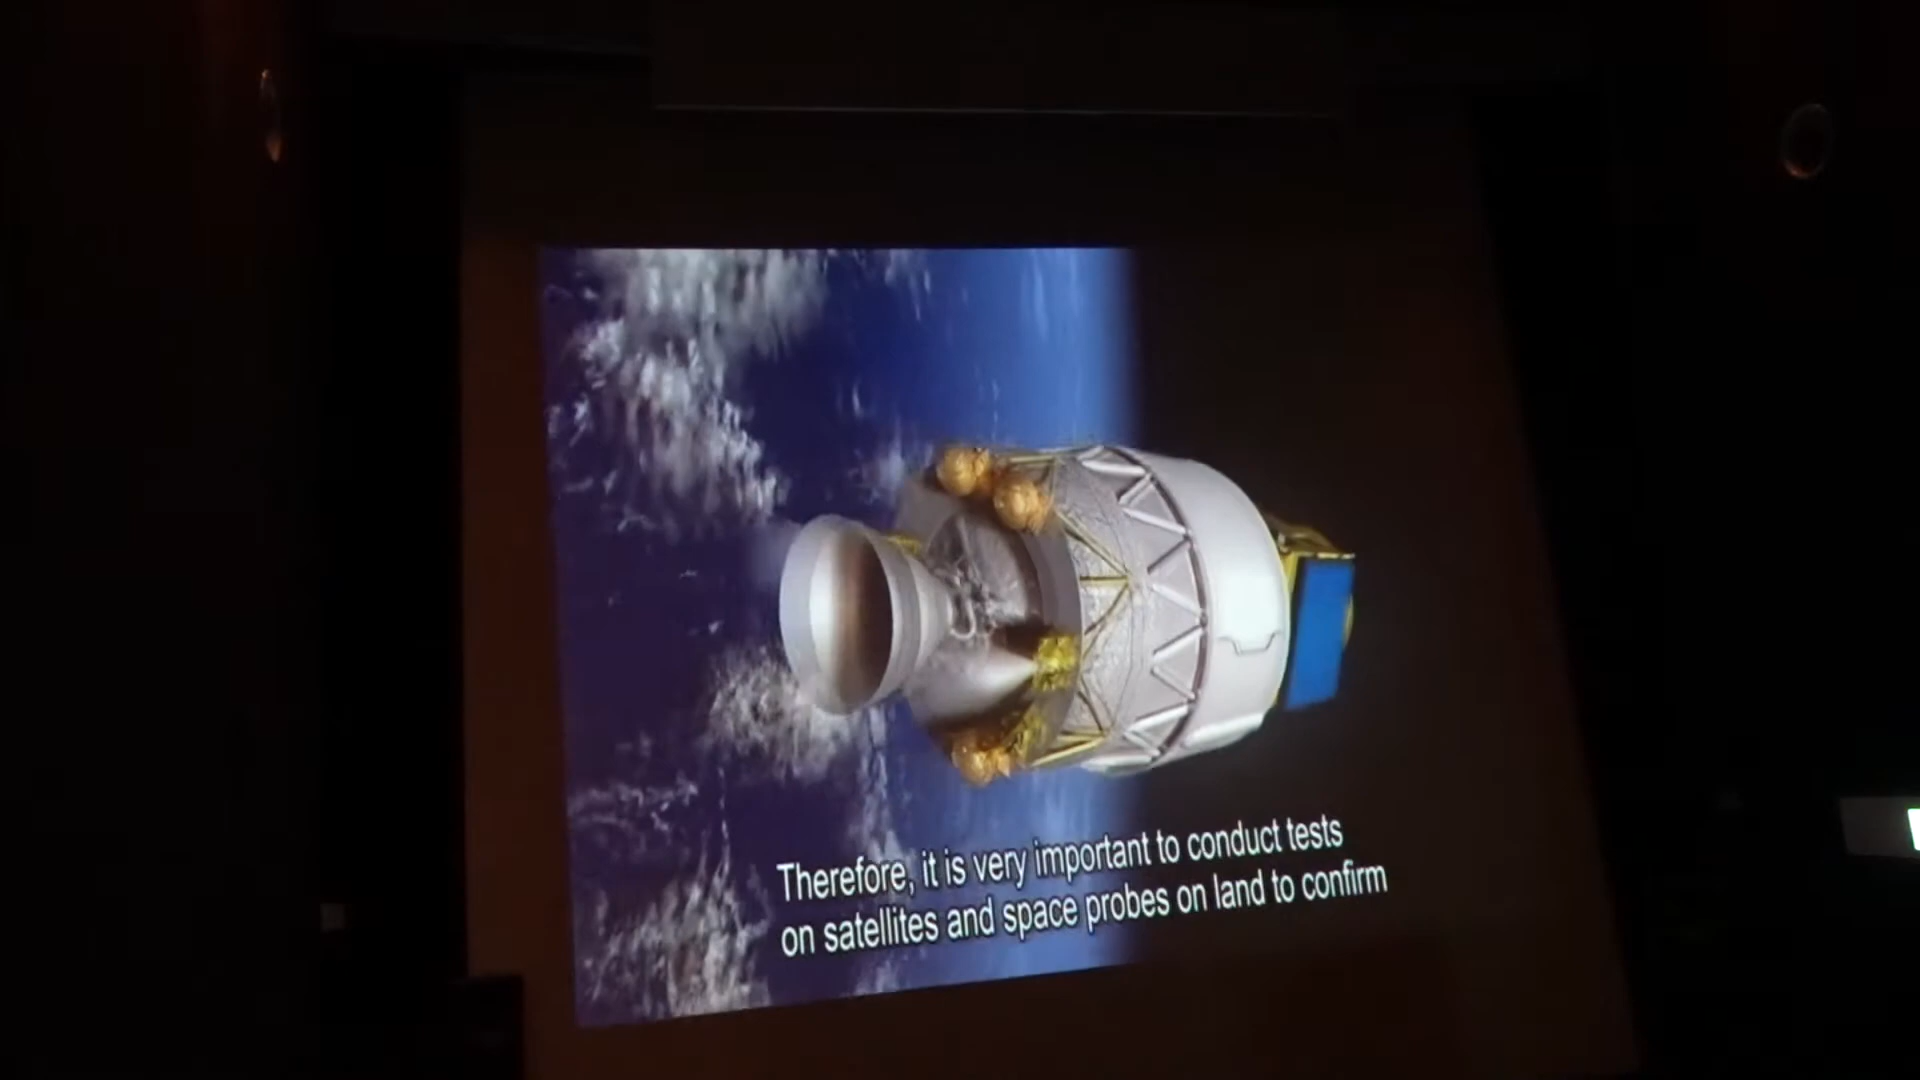 Therefore, it is very important to conduct tests
on satellites and space probes on land to confirm